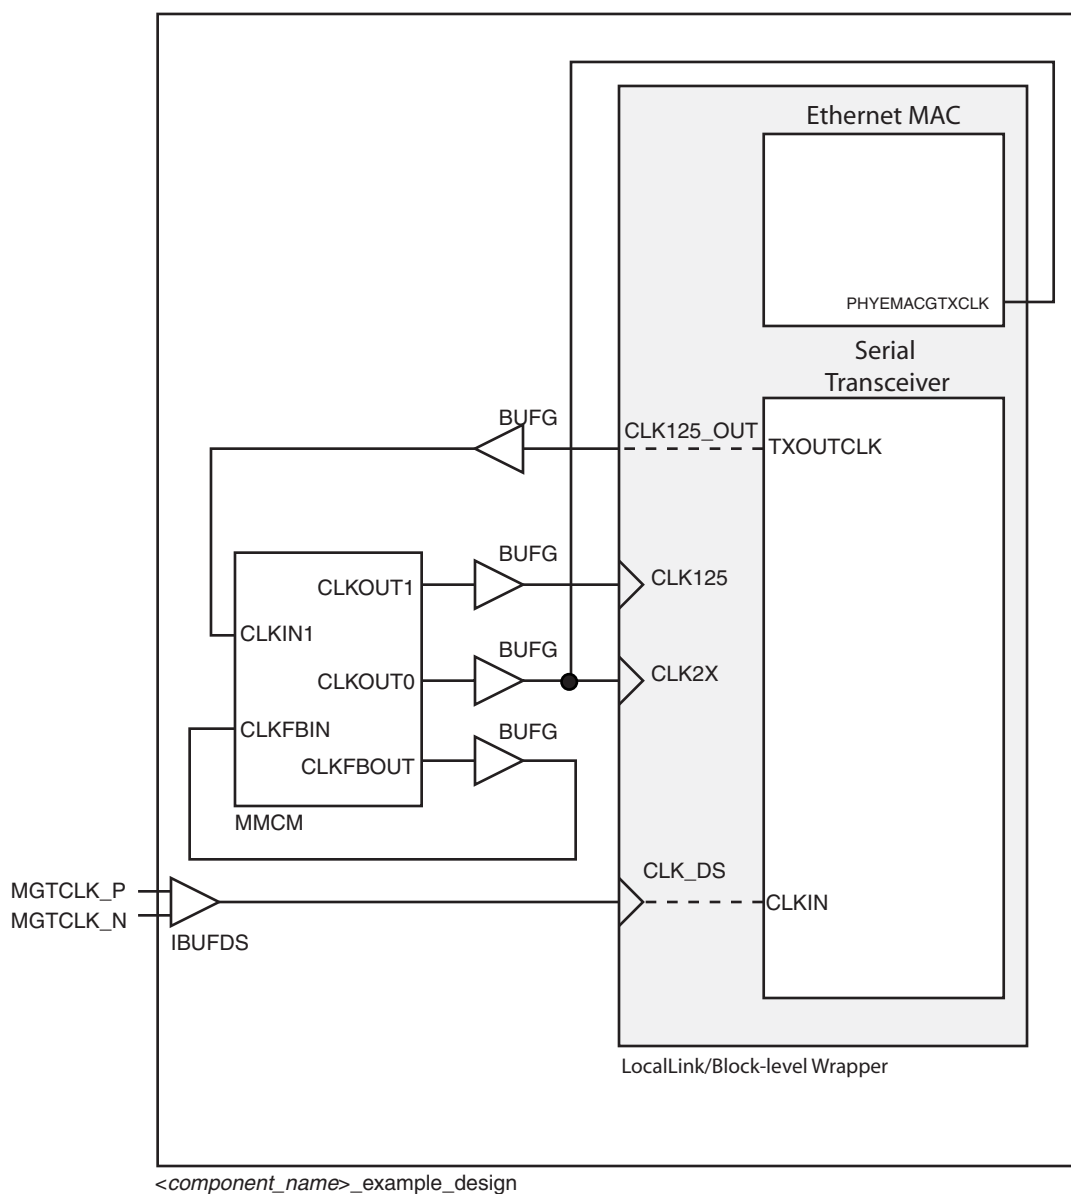 Ethernet MAC
PHYEMACGTXCLK
Serial
Transceiver
BUFG
CLK125_OUT
TXOUTCLK
BUFG
CLKOUT1
CLK125
CLKIN1
BUFG
CLKOUT0
CLK2X
CLKFBIN
BUFG
CLKFBOUT
MMCM
CLK_DS
MGTCLK_P
MGTCLK_N
CLKIN
IBUFDS
LocalLink/Block-level Wrapper
<component_name>_example_design